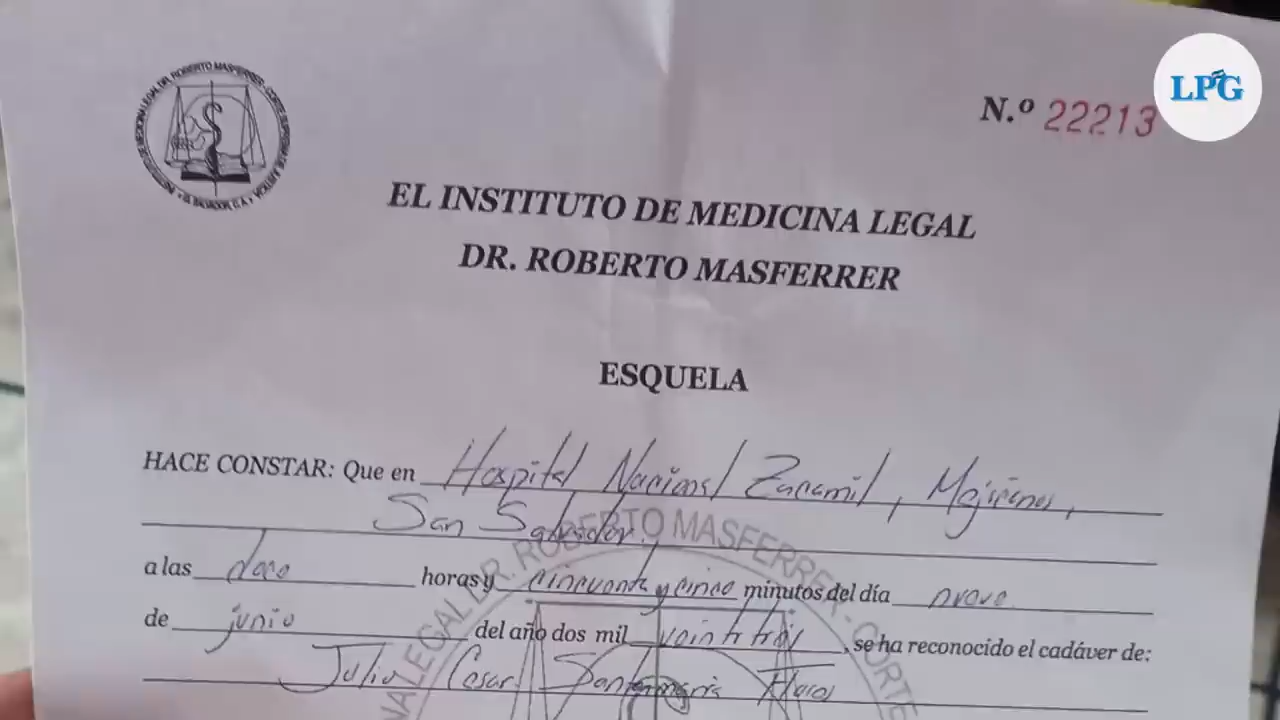 LPG
N.º 22213
EL INSTITUTO DE MEDICINA LEGAL
DR. ROBERTO MASFERRER
ESQUELA
HACE CONSTAR: Que en Hospital Nacional Zacamil, Mejicanos,
San Salvador.
a las doce horas y cincuenta y cinco minutos del día nueve
de junio del año dos mil veintitrés, se ha reconocido el cadáver de:
Julio Cesar Santamaria Flores